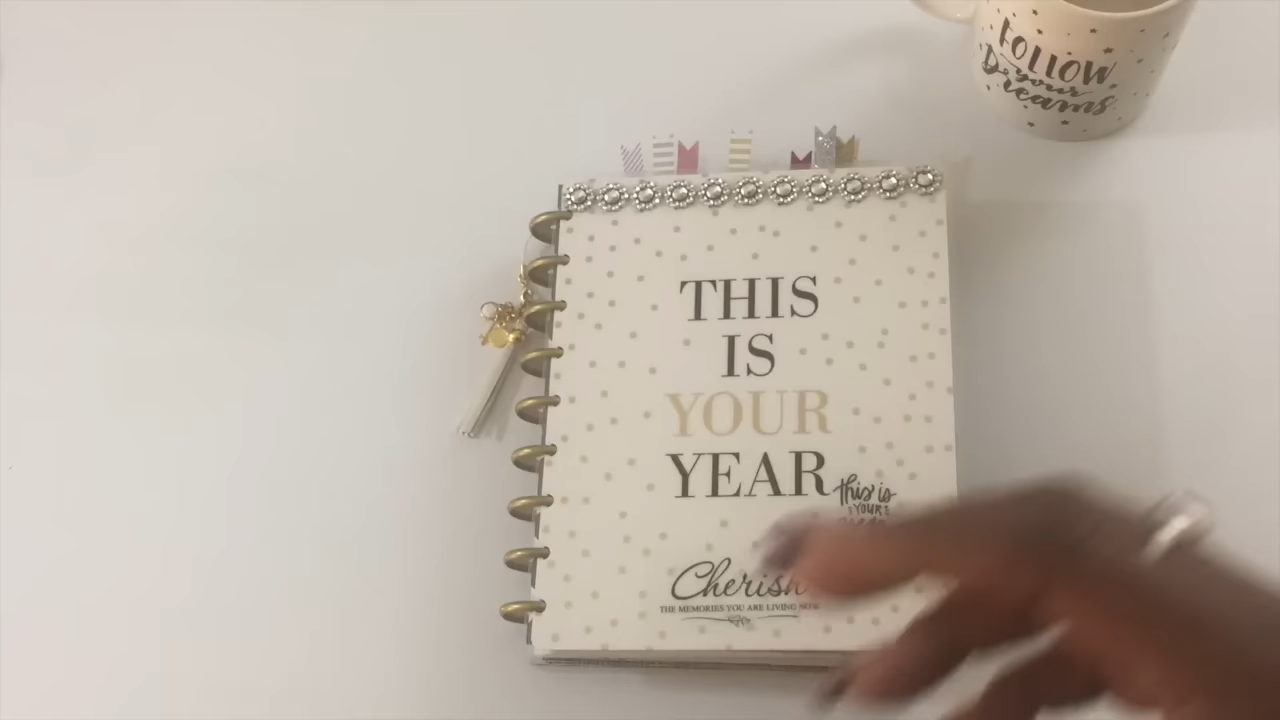 FOLLOW
your
Dreams
THIS
IS
YOUR
YEAR
this is
YOUR
Cherish
THE MEMORIES YOU ARE LIVING NOW